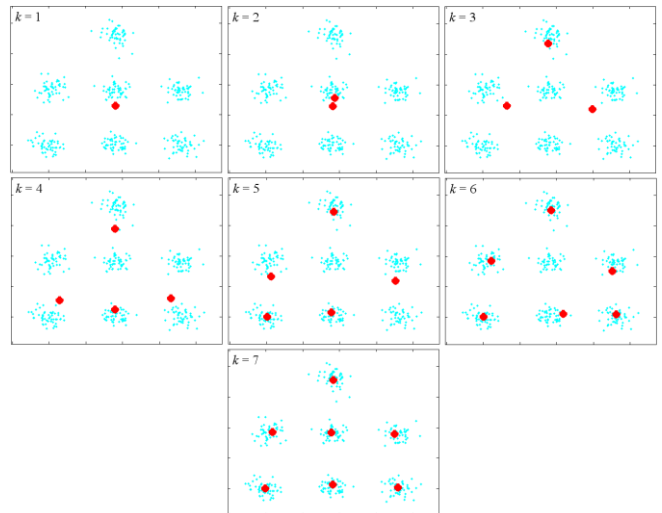 k = 1
k = 2
k = 3
k = 4
k = 5
k = 6
k = 7